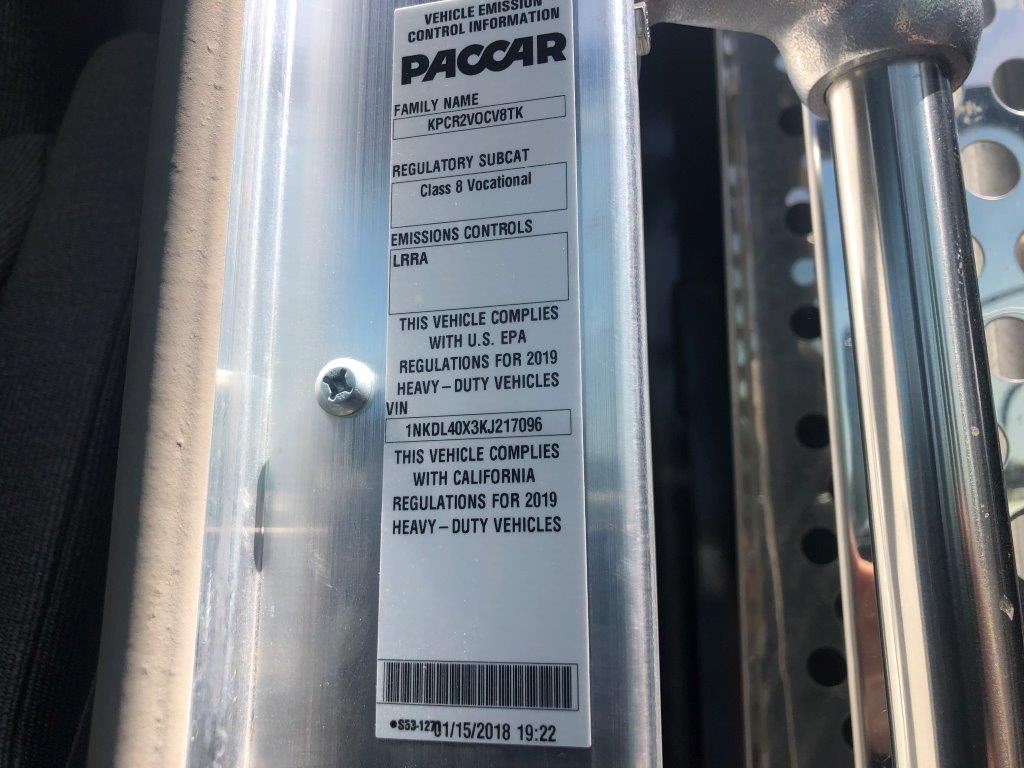 VEHICLE EMISSION
CONTROL INFORMATION
PACCAR
FAMILY NAME
KPCR2VOCV8TK
REGULATORY SUBCAT
Class 8 Vocational
EMISSIONS CONTROLS
LRRA
THIS VEHICLE COMPLIES
WITH U.S. EPA
REGULATIONS FOR 2019
HEAVY-DUTY VEHICLES
VIN
1NKDL40X3KJ217096
THIS VEHICLE COMPLIES
WITH CALIFORNIA
REGULATIONS FOR 2019
HEAVY-DUTY VEHICLES
01/15/2018 19:22